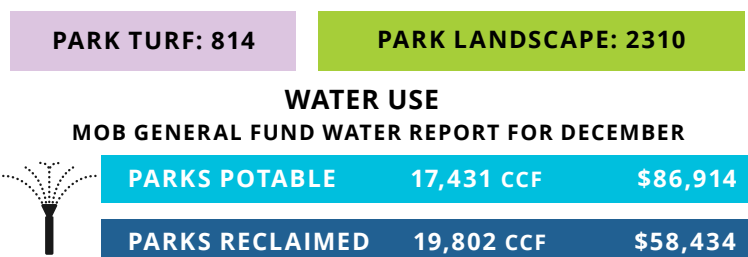 PARK TURF: 814
PARK LANDSCAPE: 2310
WATER USE
MOB GENERAL FUND WATER REPORT FOR DECEMBER
PARKS POTABLE 17,431 CCF $86,914
PARKS RECLAIMED 19,802 CCF $58,434